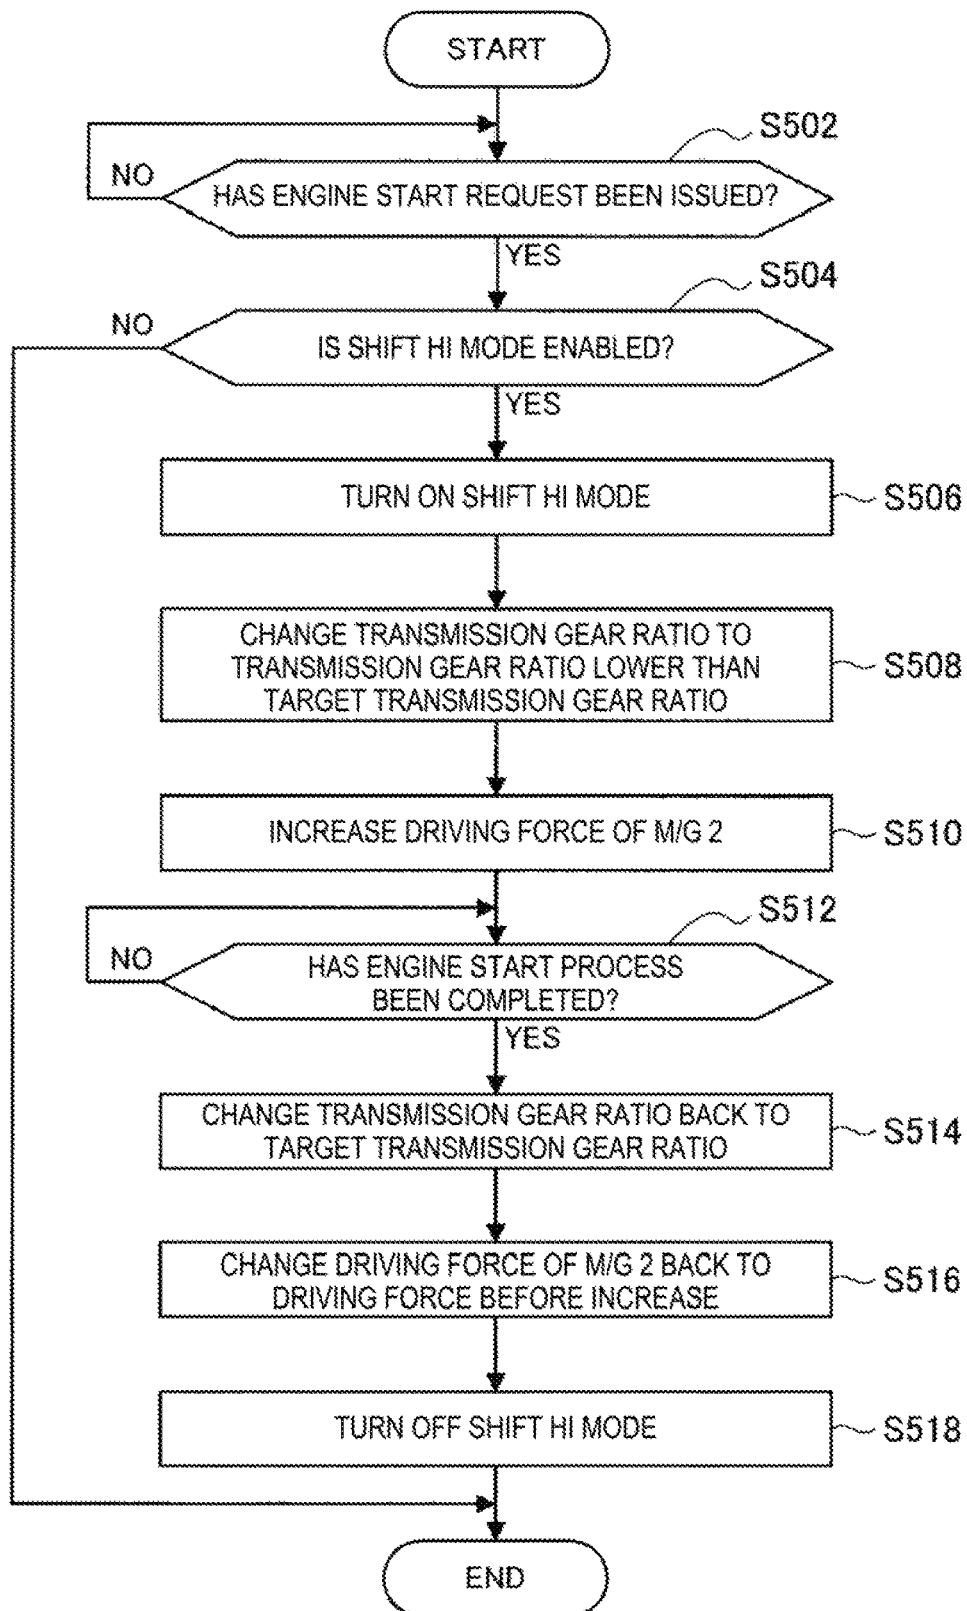 START
S502
NO
HAS ENGINE START REQUEST BEEN ISSUED?
YES
S504
NO
IS SHIFT HI MODE ENABLED?
YES
TURN ON SHIFT HI MODE
S506
CHANGE TRANSMISSION GEAR RATIO TO
TRANSMISSION GEAR RATIO LOWER THAN
TARGET TRANSMISSION GEAR RATIO
S508
INCREASE DRIVING FORCE OF M/G 2
S510
S512
NO
HAS ENGINE START PROCESS
BEEN COMPLETED?
YES
CHANGE TRANSMISSION GEAR RATIO BACK TO
TARGET TRANSMISSION GEAR RATIO
S514
CHANGE DRIVING FORCE OF M/G 2 BACK TO
DRIVING FORCE BEFORE INCREASE
S516
TURN OFF SHIFT HI MODE
S518
END